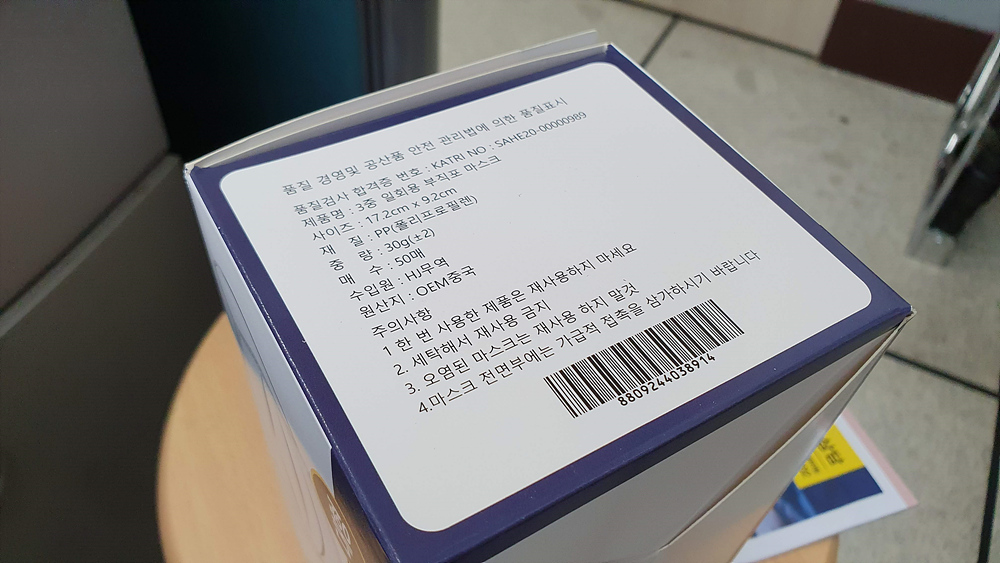 품질 경영및 공산품 안전 관리법에 의한 품질표시
품질검사 합격증 번호 : KATRI NO : SAHE20-00000989
제품명 : 3중 일회용 부직포 마스크
사이즈 : 17.2cm x 9.2cm
재 질 : PP(폴리프로필렌)
중 량 : 30g(±2)
매 수 : 50매
수입원 : HJ무역
원산지 : OEM중국
주의사항
1 한 번 사용한 제품은 재사용하지 마세요
2. 세탁해서 재사용 금지
3. 오염된 마스크는 재사용 하지 말것
4.마스크 전면부에는 가급적 접촉을 삼가하시기 바랍니다
8809244038914